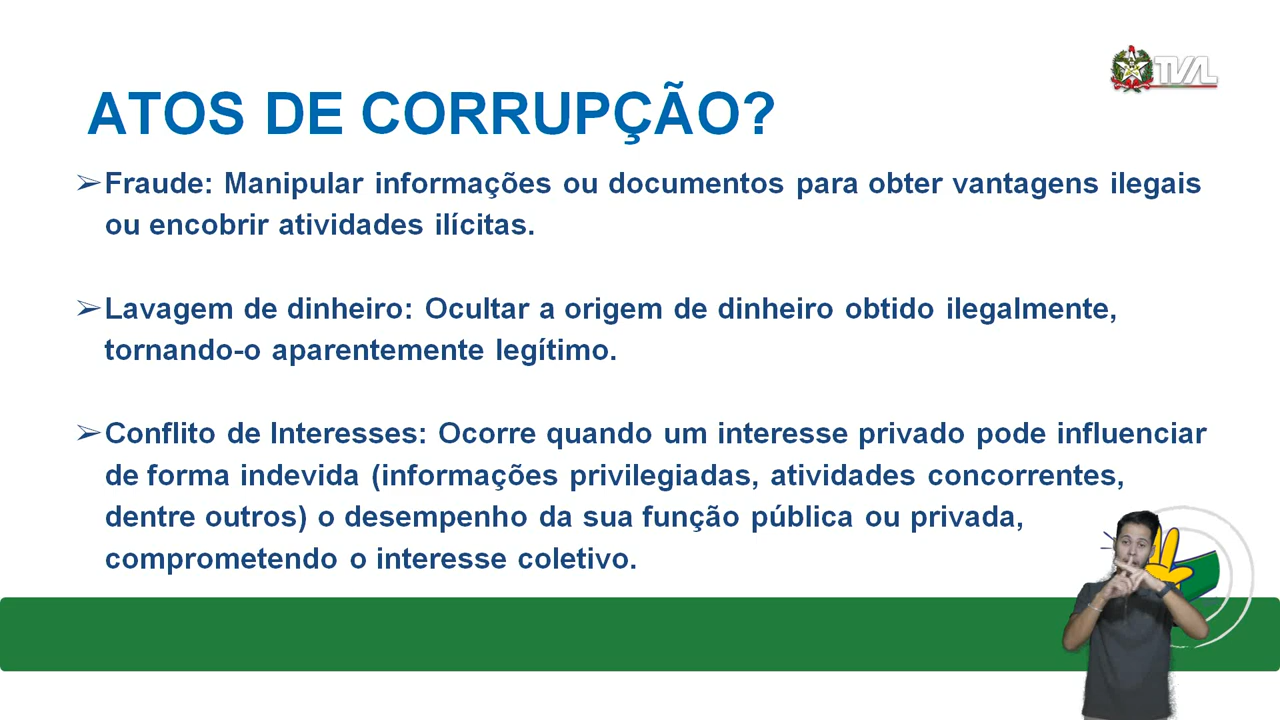 TVAL
ATOS DE CORRUPÇÃO?
➢Fraude: Manipular informações ou documentos para obter vantagens ilegais
ou encobrir atividades ilícitas.
➢Lavagem de dinheiro: Ocultar a origem de dinheiro obtido ilegalmente,
tornando-o aparentemente legítimo.
➢Conflito de Interesses: Ocorre quando um interesse privado pode influenciar
de forma indevida (informações privilegiadas, atividades concorrentes,
dentre outros) o desempenho da sua função pública ou privada,
comprometendo o interesse coletivo.